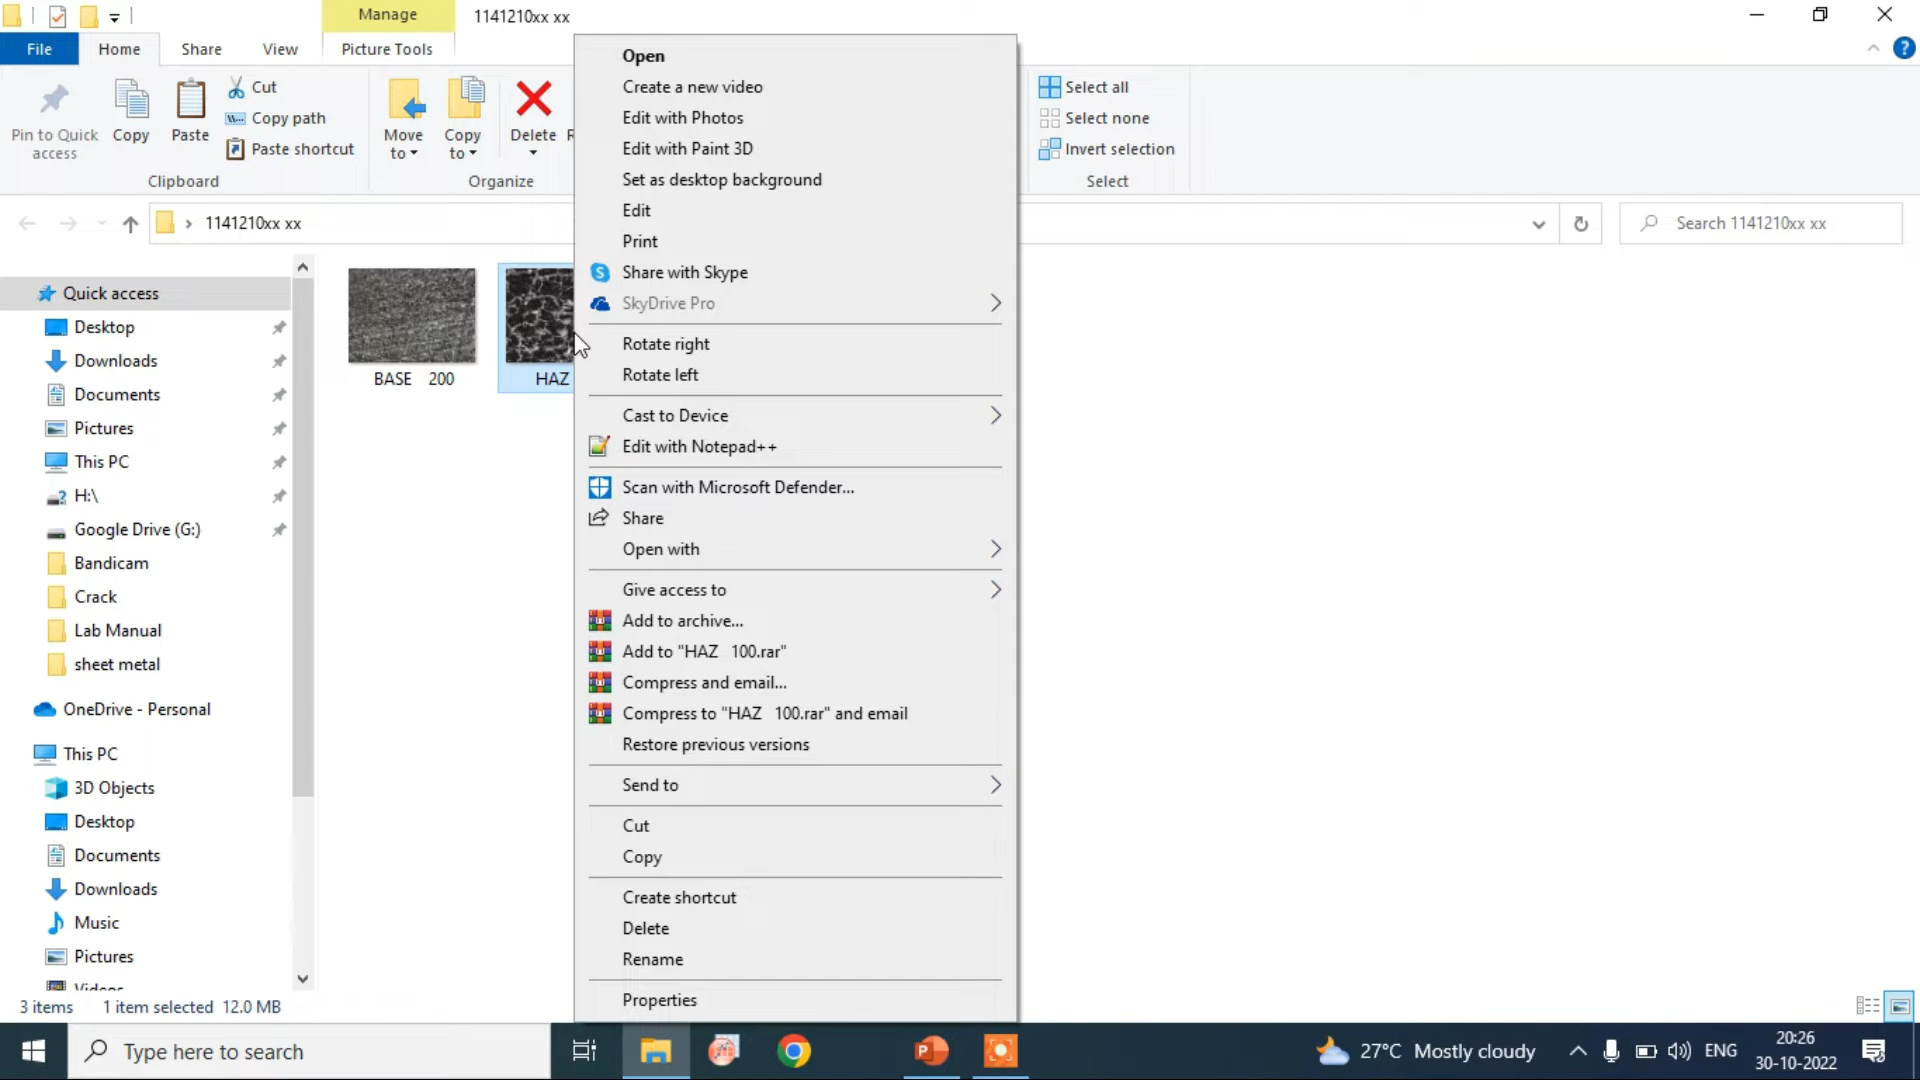 Manage
1141210xx xx
File
Home
Share
View
Picture Tools
Pin to Quick access
Copy
Paste
Cut
Copy path
Paste shortcut
Clipboard
Move to
Copy to
Delete
Organize
Select all
Select none
Invert selection
Select
1141210xx xx
Search 1141210xx xx
Quick access
Desktop
Downloads
Documents
Pictures
This PC
H:\
Google Drive (G:)
Bandicam
Crack
Lab Manual
sheet metal
OneDrive - Personal
This PC
3D Objects
Desktop
Documents
Downloads
Music
Pictures
Videos
BASE 200
HAZ
Open
Create a new video
Edit with Photos
Edit with Paint 3D
Set as desktop background
Edit
Print
Share with Skype
SkyDrive Pro
Rotate right
Rotate left
Cast to Device
Edit with Notepad++
Scan with Microsoft Defender...
Share
Open with
Give access to
Add to archive...
Add to "HAZ 100.rar"
Compress and email...
Compress to "HAZ 100.rar" and email
Restore previous versions
Send to
Cut
Copy
Create shortcut
Delete
Rename
Properties
3 items 1 item selected 12.0 MB
Type here to search
27°C Mostly cloudy
ENG
20:26
30-10-2022